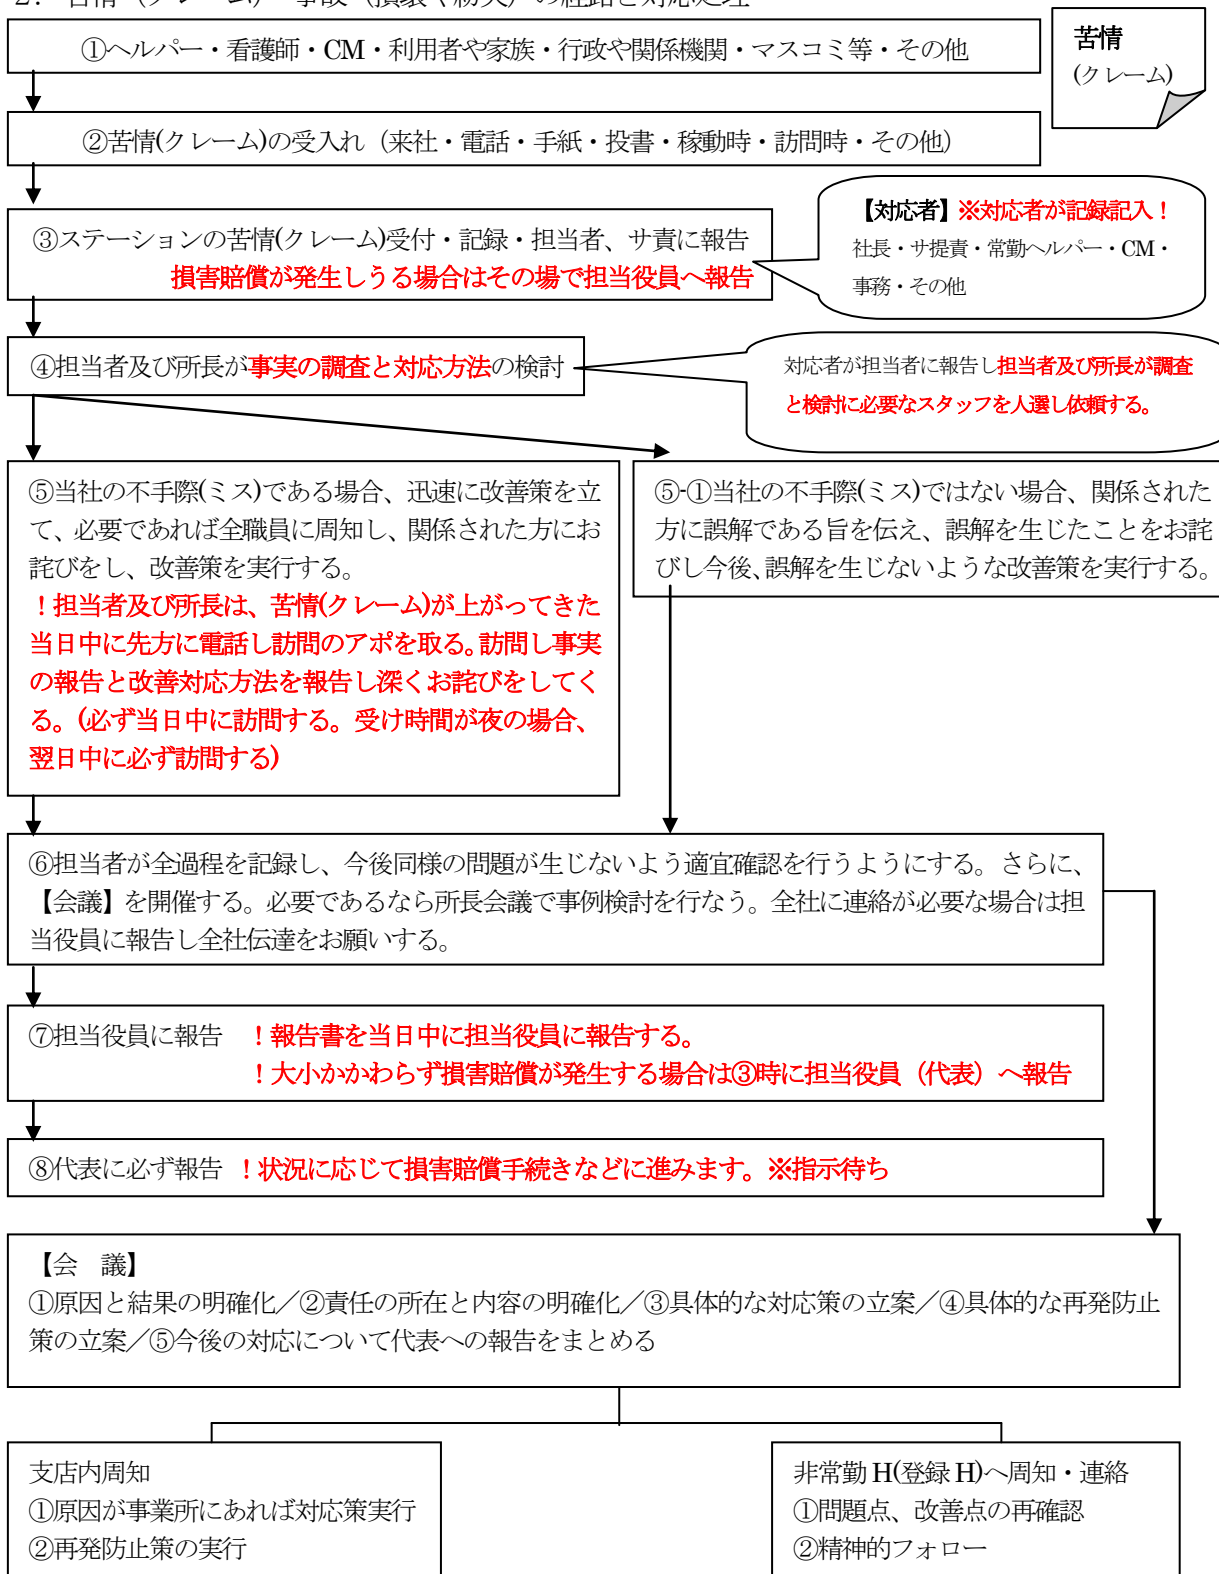 2. 苦情（クレーム）・事故（損壊や紛失）の経路と対応処理
①ヘルパー・看護師・CM・利用者や家族・行政や関係機関・マスコミ等・その他
苦情
(クレーム)
②苦情(クレーム)の受入れ（来社・電話・手紙・投書・稼動時・訪問時・その他）
③ステーションの苦情(クレーム)受付・記録・担当者、サ責に報告
損害賠償が発生しうる場合はその場で担当役員へ報告
【対応者】※対応者が記録記入！
社長・サ提責・常勤ヘルパー・CM・
事務・その他
④担当者及び所長が事実の調査と対応方法の検討
対応者が担当者に報告し担当者及び所長が調査
と検討に必要なスタッフを人選し依頼する。
⑤当社の不手際(ミス)である場合、迅速に改善策を立
て、必要であれば全職員に周知し、関係された方にお
詫びをし、改善策を実行する。
！担当者及び所長は、苦情(クレーム)が上がってきた
当日中に先方に電話し訪問のアポを取る。訪問し事実
の報告と改善対応方法を報告し深くお詫びをしてく
る。(必ず当日中に訪問する。受け時間が夜の場合、
翌日中に必ず訪問する)
⑤-①当社の不手際(ミス)ではない場合、関係された
方に誤解である旨を伝え、誤解を生じたことをお詫
びし今後、誤解を生じないような改善策を実行する。
⑥担当者が全過程を記録し、今後同様の問題が生じないよう適宜確認を行うようにする。さらに、
【会議】を開催する。必要であるなら所長会議で事例検討を行なう。全社に連絡が必要な場合は担
当役員に報告し全社伝達をお願いする。
⑦担当役員に報告　！報告書を当日中に担当役員に報告する。
！大小かかわらず損害賠償が発生する場合は③時に担当役員（代表）へ報告
⑧代表に必ず報告　！状況に応じて損害賠償手続きなどに進みます。※指示待ち
【会　議】
①原因と結果の明確化／②責任の所在と内容の明確化／③具体的な対応策の立案／④具体的な再発防止
策の立案／⑤今後の対応について代表への報告をまとめる
支店内周知
①原因が事業所にあれば対応策実行
②再発防止策の実行
非常勤H(登録H)へ周知・連絡
①問題点、改善点の再確認
②精神的フォロー